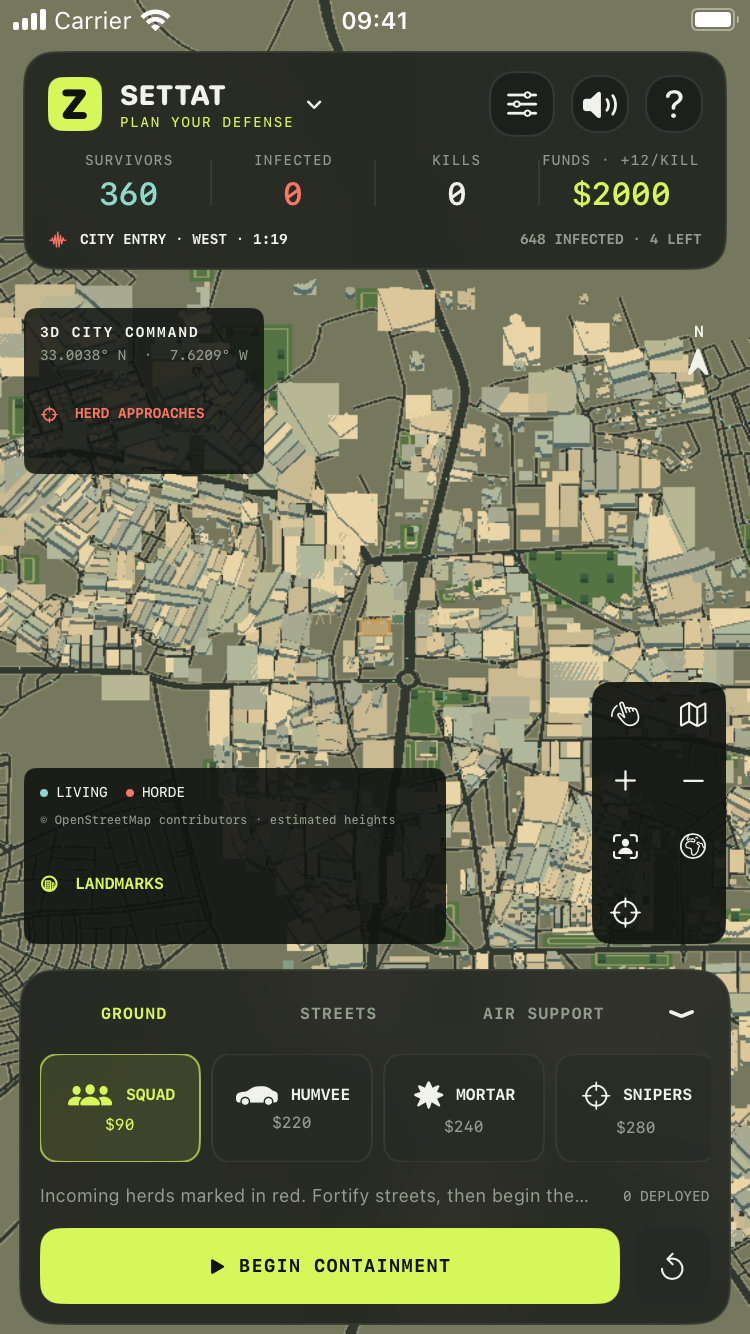 Carrier 09:41
Z SETTAT
PLAN YOUR DEFENSE
?
SURVIVORS INFECTED KILLS FUNDS · +12/KILL
360 0 0 $2000
CITY ENTRY · WEST · 1:19 648 INFECTED · 4 LEFT
3D CITY COMMAND
33.0038° N · 7.6209° W
HERD APPROACHES
N
LIVING HORDE
© OpenStreetMap contributors · estimated heights
LANDMARKS
GROUND STREETS AIR SUPPORT
SQUAD HUMVEE MORTAR SNIPERS
$90 $220 $240 $280
Incoming herds marked in red. Fortify streets, then begin the… 0 DEPLOYED
BEGIN CONTAINMENT